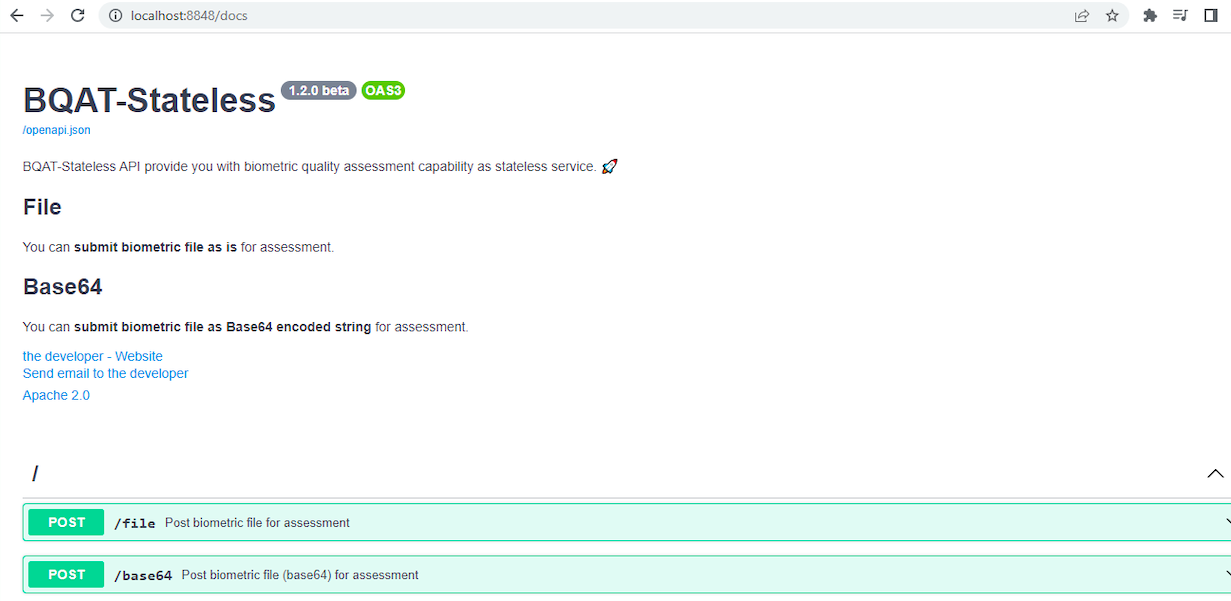 localhost:8848/docs
BQAT-Stateless 1.2.0 beta OAS3
/openapi.json
BQAT-Stateless API provide you with biometric quality assessment capability as stateless service. 🚀
File
You can submit biometric file as is for assessment.
Base64
You can submit biometric file as Base64 encoded string for assessment.
the developer - Website
Send email to the developer
Apache 2.0
/
POST /file Post biometric file for assessment
POST /base64 Post biometric file (base64) for assessment